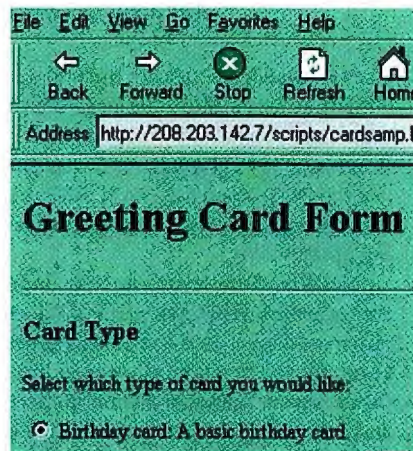 File Edit View Go Favorites Help
Back Forward Stop Refresh Home
Address http://208.203.142.7/scripts/cardsamp.
Greeting Card Form
Card Type
Select which type of card you would like:
Birthday card: A basic birthday card